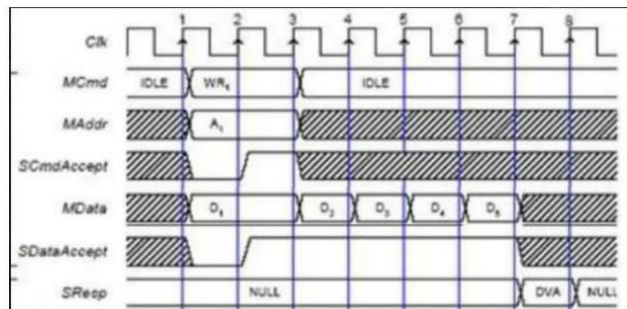 1 2 3 4 5 6 7 8
Clk
MCmd IDLE WR₁ IDLE
MAddr A₁
SCmdAccept
MData D₁ D₂ D₃ D₄ D₅
SDataAccept
SResp NULL DVA NULL